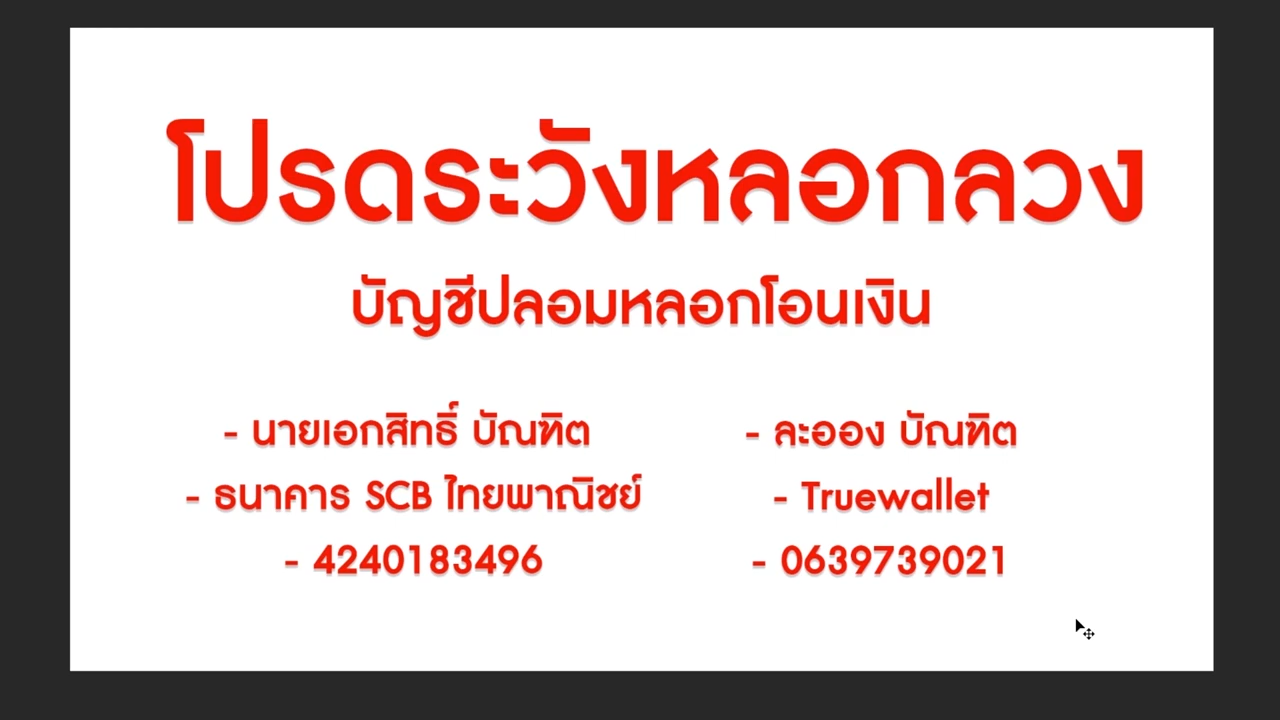 โปรดระวังหลอกลวง
บัญชีปลอมหลอกโอนเงิน
- นายเอกสิทธิ์ บัณฑิต
- ธนาคาร SCB ไทยพาณิชย์
- 4240183496
- ละออง บัณฑิต
- Truewallet
- 0639739021